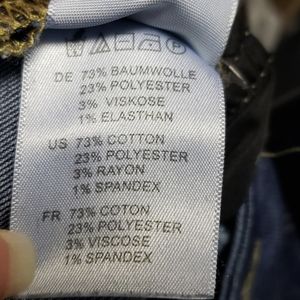 DE 73% BAUMWOLLE
23% POLYESTER
3% VISKOSE
1% ELASTHAN
US 73% COTTON
23% POLYESTER
3% RAYON
1% SPANDEX
FR 73% COTTON
23% POLYESTER
3% VISCOSE
1% SPANDEX